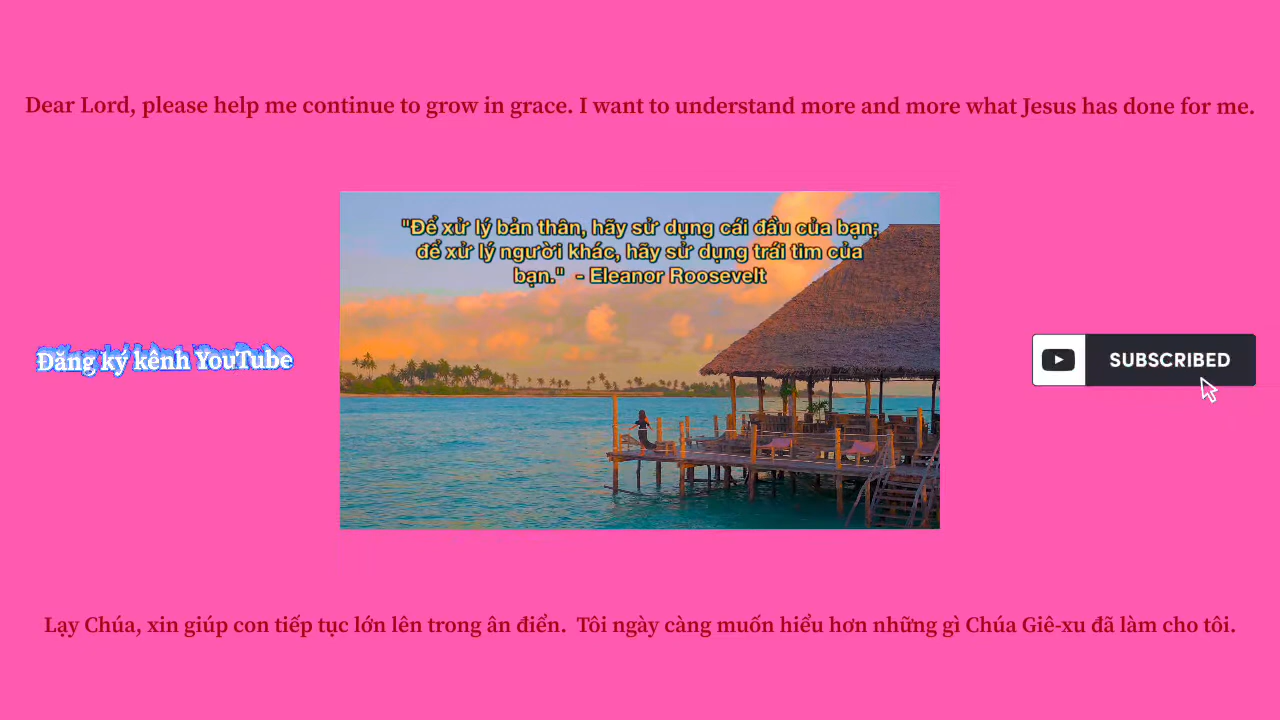 Dear Lord, please help me continue to grow in grace. I want to understand more and more what Jesus has done for me.
"Để xử lý bản thân, hãy sử dụng cái đầu của bạn;
để xử lý người khác, hãy sử dụng trái tim của
bạn." - Eleanor Roosevelt
Đăng ký kênh YouTube
SUBSCRIBED
Lạy Chúa, xin giúp con tiếp tục lớn lên trong ân điển. Tôi ngày càng muốn hiểu hơn những gì Chúa Giê-xu đã làm cho tôi.